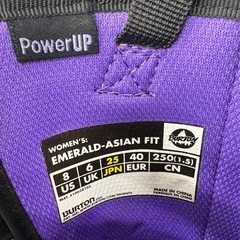 PowerUP
WOMEN'S:
EMERALD-ASIAN FIT
8 6 25 40 250(1.5)
US UK JPN EUR CN
MADE IN CHINA
BURTON